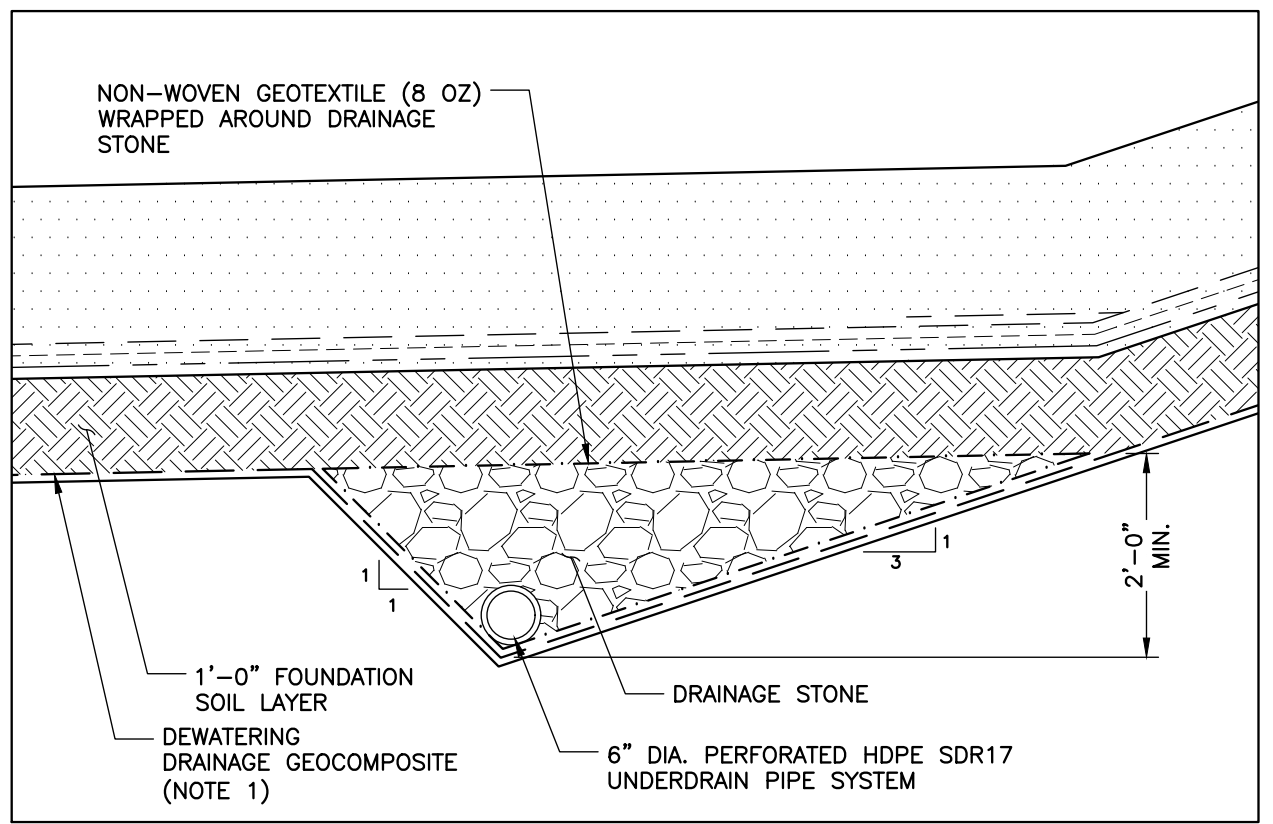 NON-WOVEN GEOTEXTILE (8 OZ)
WRAPPED AROUND DRAINAGE
STONE
1
3
1
1
2'-0"
MIN.
1'-0" FOUNDATION
SOIL LAYER
DRAINAGE STONE
DEWATERING
DRAINAGE GEOCOMPOSITE
(NOTE 1)
6" DIA. PERFORATED HDPE SDR17
UNDERDRAIN PIPE SYSTEM